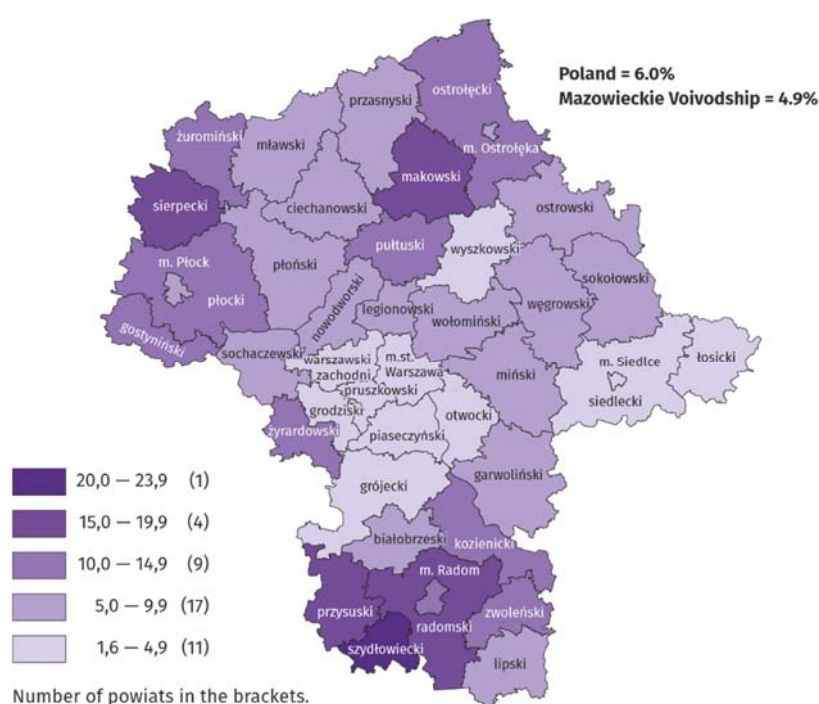 Poland = 6.0%
Mazowieckie Voivodship = 4.9%
ostrołęcki
przasnyski
żuromiński
mławski
m. Ostrołęka
makowski
sierpecki
ciechanowski
ostrowski
pułtuski
wyszkowski
m. Płock
płoński
sokołowski
płocki
nowodworski
węgrowski
legionowski
wołomiński
gostyniński
sochaczewski
warszawski
zachodni
m.st.
Warszawa
m. Siedlce
łosicki
miński
pruszkowski
siedlecki
grodziski
otwocki
żyrardowski
piaseczyński
garwoliński
grójecki
białobrzeski
kozienicki
m. Radom
przysuski
zwoleński
radomski
szydłowiecki
lipski
20,0 — 23,9 (1)
15,0 — 19,9 (4)
10,0 — 14,9 (9)
5,0 — 9,9 (17)
1,6 — 4,9 (11)
Number of powiats in the brackets.